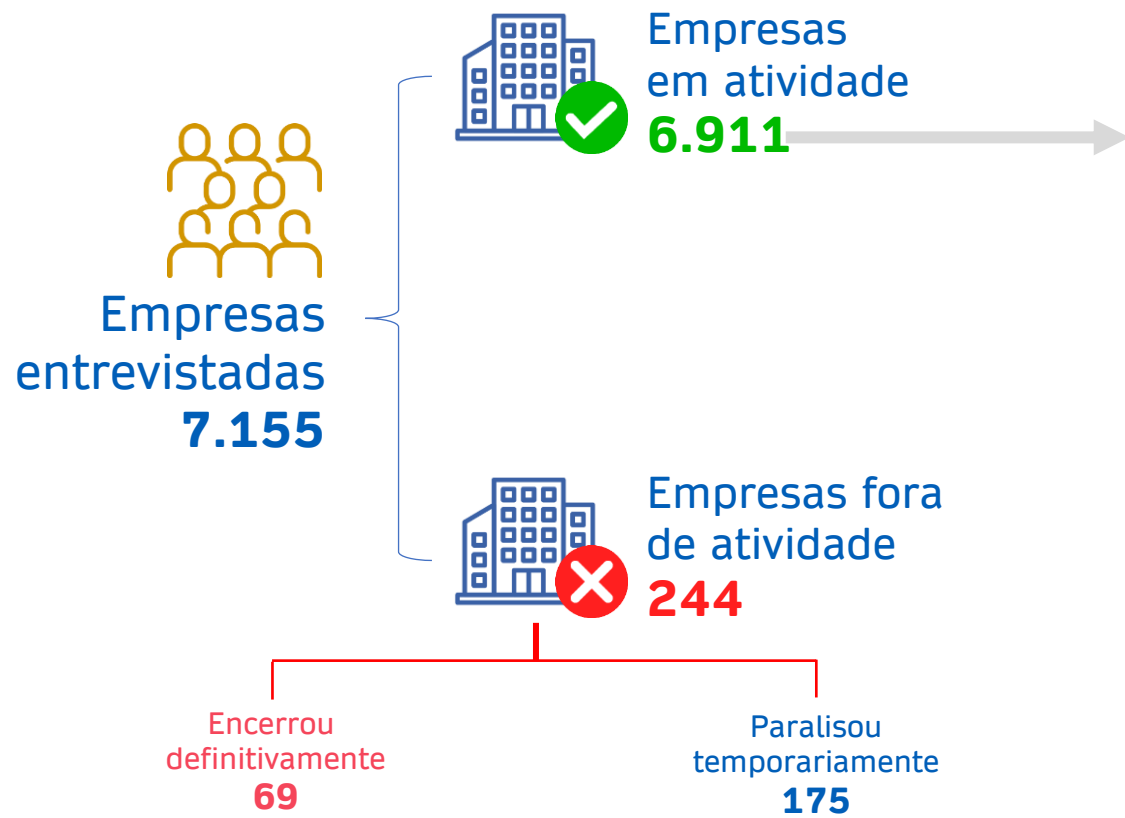 Empresas
em atividade
6.911
Empresas
entrevistadas
7.155
Empresas fora
de atividade
244
Encerrou
definitivamente
69
Paralisou
temporariamente
175